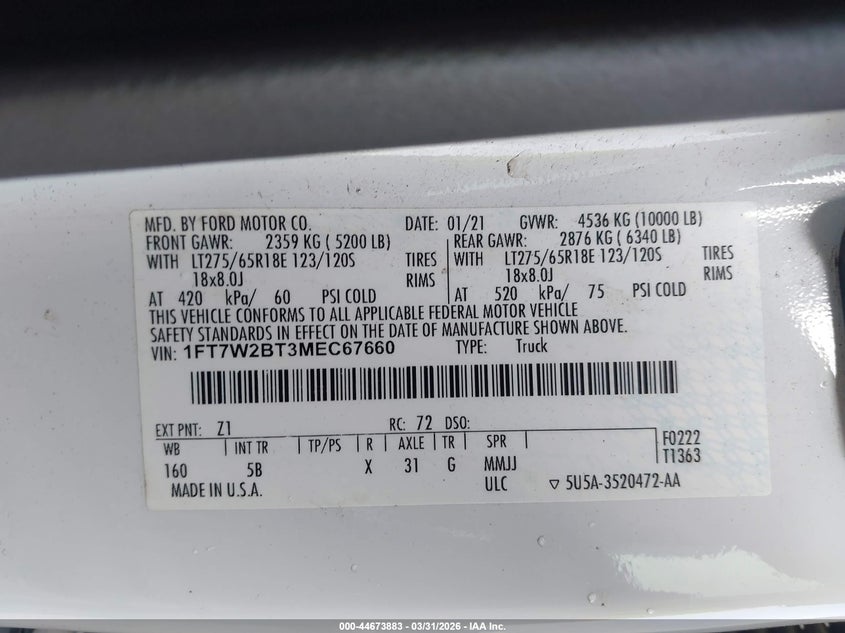 MFD. BY FORD MOTOR CO. DATE: 01/21 GVWR: 4536 KG (10000 LB)
FRONT GAWR: 2359 KG ( 5200 LB) REAR GAWR: 2876 KG ( 6340 LB)
WITH LT275/65R18E 123/120S TIRES WITH LT275/65R18E 123/120S TIRES
18x8.0J RIMS 18x8.0J RIMS
AT 420 kPa/ 60 PSI COLD AT 520 kPa/ 75 PSI COLD
THIS VEHICLE CONFORMS TO ALL APPLICABLE FEDERAL MOTOR VEHICLE
SAFETY STANDARDS IN EFFECT ON THE DATE OF MANUFACTURE SHOWN ABOVE.
VIN: 1FT7W2BT3MEC67660 TYPE: Truck
EXT PNT: Z1 RC: 72 DSO:
WB | INT TR | TP/PS | R | AXLE | TR | SPR F0222
160 5B X 31 G MMJJ T1363
MADE IN U.S.A. ULC ▽ 5U5A-3520472-AA
000-44673883 / 03/31/2026 - IAA Inc.